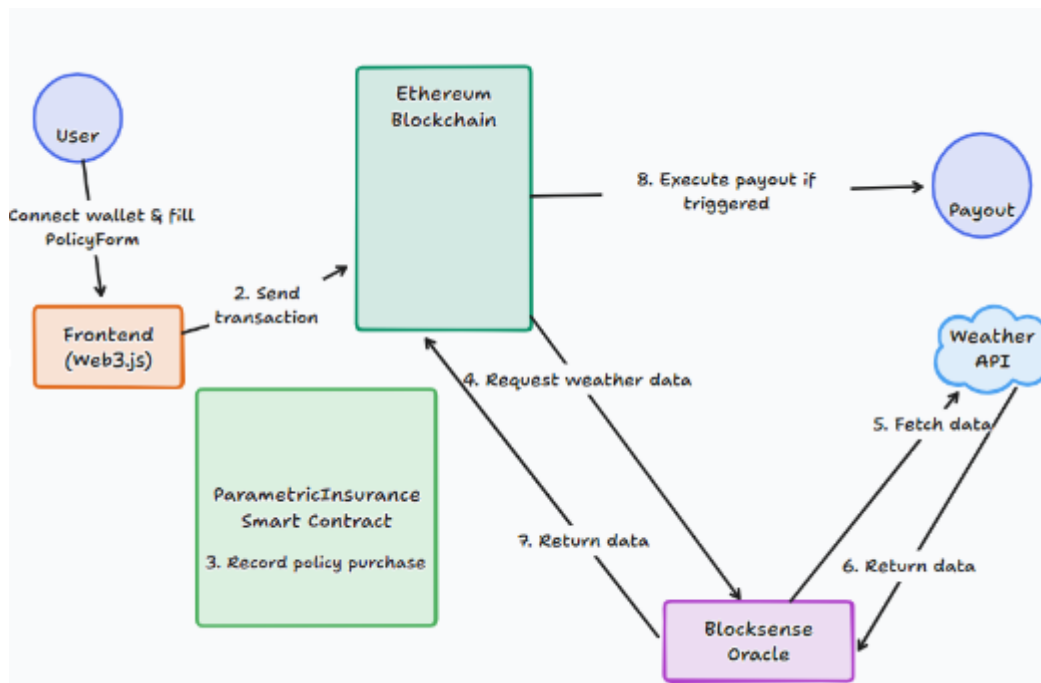 User
Connect wallet & fill
PolicyForm
Frontend
(Web3.js)
2. Send
transaction
Ethereum
Blockchain
ParametricInsurance
Smart Contract
3. Record policy purchase
4. Request weather data
Blocksense
Oracle
5. Fetch data
Weather
API
6. Return data
7. Return data
8. Execute payout if
triggered
Payout